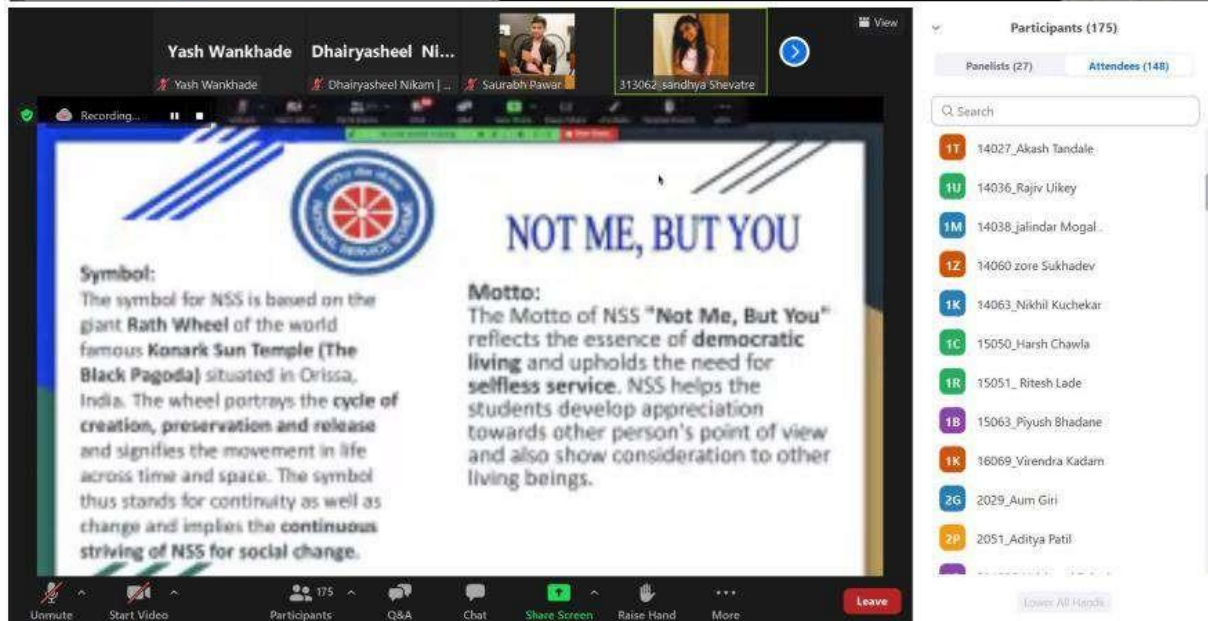 View
Yash Wankhade
Dhairyasheel Ni...
Yash Wankhade
Dhairyasheel Nikam | ...
Saurabh Pawar
313062_sandhya Shevatre
Recording...
NATIONAL SERVICE SCHEME
NOT ME, BUT YOU
Symbol:
The symbol for NSS is based on the
giant Rath Wheel of the world
famous Konark Sun Temple (The
Black Pagoda) situated in Orissa,
India. The wheel portrays the cycle of
creation, preservation and release
and signifies the movement in life
across time and space. The symbol
thus stands for continuity as well as
change and implies the continuous
striving of NSS for social change.
Motto:
The Motto of NSS "Not Me, But You"
reflects the essence of democratic
living and upholds the need for
selfless service. NSS helps the
students develop appreciation
towards other person's point of view
and also show consideration to other
living beings.
Unmute
Start Video
175
Participants
Q&A
Chat
Share Screen
Raise Hand
More
Leave
Participants (175)
Panelists (27)
Attendees (148)
Search
1T 14027_Akash Tandale
1U 14036_Rajiv Uikey
1M 14038_jalindar Mogal .
1Z 14060 zore Sukhadev
1K 14063_Nikhil Kuchekar
1C 15050_Harsh Chawla
1R 15051_ Ritesh Lade
1B 15063_Piyush Bhadane
1K 16069_Virendra Kadam
2G 2029_Aum Giri
2P 2051_Aditya Patil
Lower All Hands